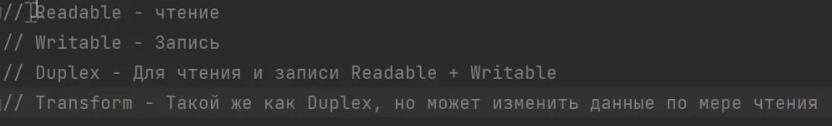 // Readable - чтение
// Writable - Запись
// Duplex - Для чтения и записи Readable + Writable
// Transform - Такой же как Duplex, но может изменить данные по мере чтения